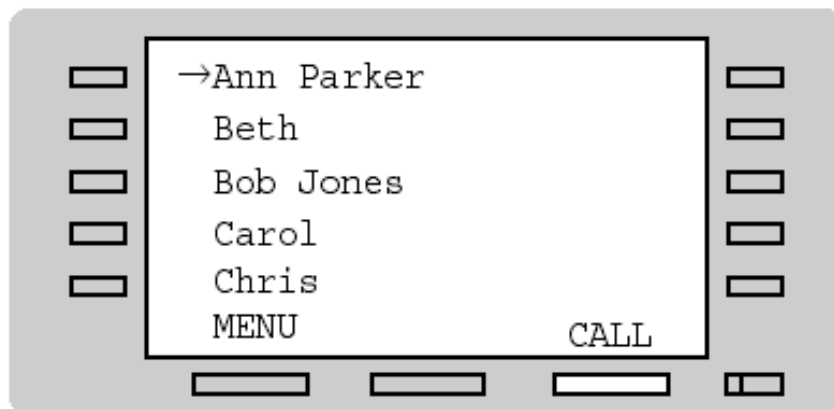 →Ann Parker
Beth
Bob Jones
Carol
Chris
MENU CALL